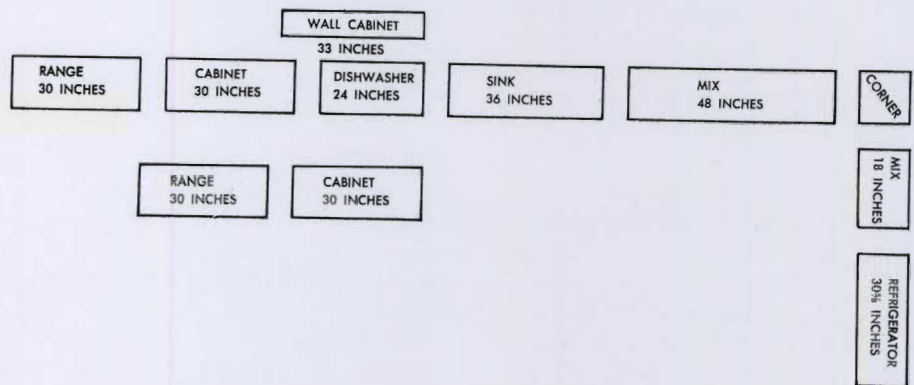 WALL CABINET
33 INCHES
RANGE
30 INCHES
CABINET
30 INCHES
DISHWASHER
24 INCHES
SINK
36 INCHES
MIX
48 INCHES
CORNER
RANGE
30 INCHES
CABINET
30 INCHES
MIX
18 INCHES
REFRIGERATOR
30⅝ INCHES